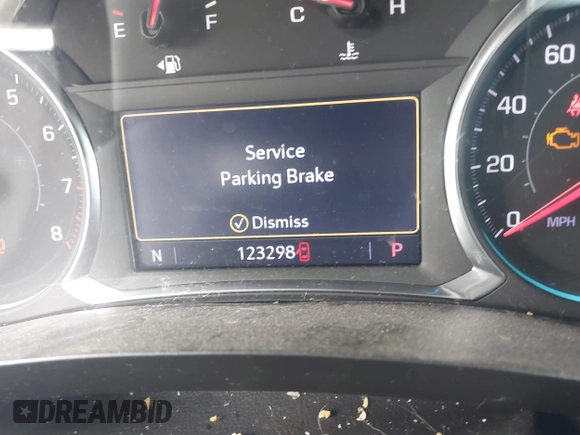 E F C H
5
6
7
8
60
40
20
0
MPH
Service
Parking Brake
Dismiss
N 123298 P
DREAMBID